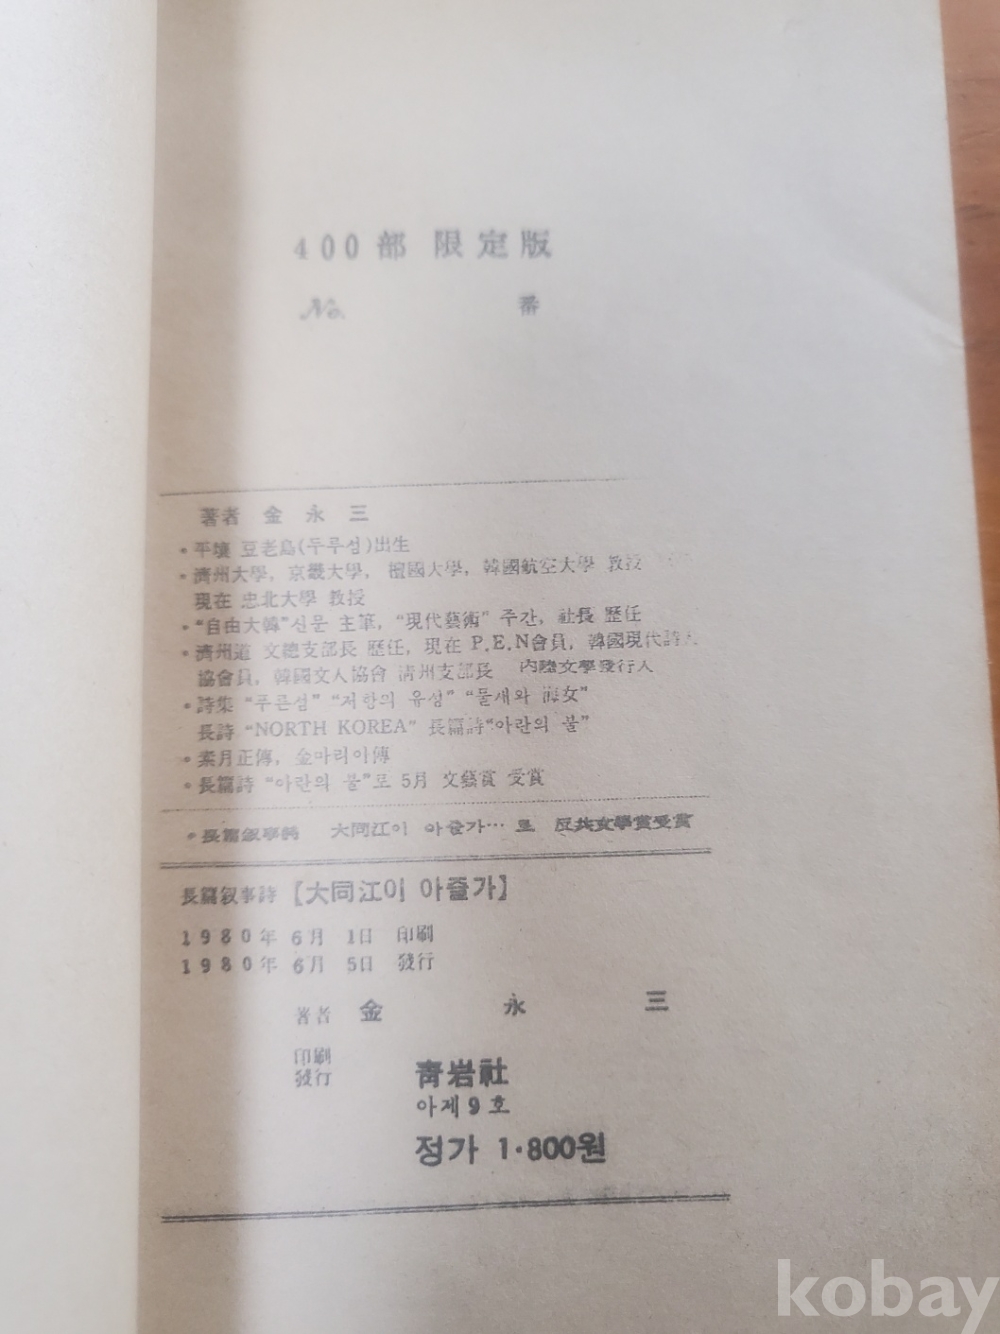 400部 限定版
No. 番
著者 金永三
• 平壤 豆老島(두루섬)出生
• 濟州大學, 京畿大學, 檀國大學, 韓國航空大學 教授
現在 忠北大學 教授
• “自由大韓”신문 主筆, “現代藝術” 주간, 社長 歷任
• 濟州道 文總支部長 歷任, 現在 P.E.N會員, 韓國現代詩人
協會員, 韓國文人協會 淸州支部長 內陸文學發行人
• 詩集 “푸른섬” “저항의 유성” “물새와 海女”
長詩 “NORTH KOREA” 長篇詩“아란의 불”
• 素月正傳, 金마리아傳
• 長篇詩 “아란의 불”로 5月 文藝賞 受賞
• 長篇叙事詩 大同江이 아즐가… 로 反共文學賞受賞
長篇叙事詩 [大同江이 아즐가]
1980年 6月 1日 印刷
1980年 6月 5日 發行
著者 金永三
印刷
發行 靑岩社
아제9호
정가 1·800원
kobay